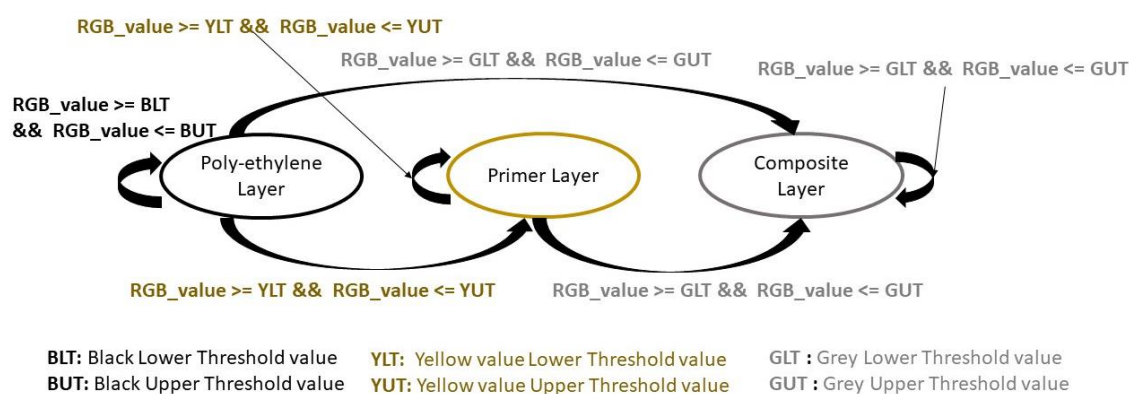 RGB_value >= YLT && RGB_value <= YUT
RGB_value >= GLT && RGB_value <= GUT
RGB_value >= GLT && RGB_value <= GUT
RGB_value >= BLT
&& RGB_value <= BUT
Poly-ethylene
Layer
Primer Layer
Composite
Layer
RGB_value >= YLT && RGB_value <= YUT
RGB_value >= GLT && RGB_value <= GUT
BLT: Black Lower Threshold value
YLT: Yellow value Lower Threshold value
GLT : Grey Lower Threshold value
BUT: Black Upper Threshold value
YUT: Yellow value Upper Threshold value
GUT : Grey Upper Threshold value